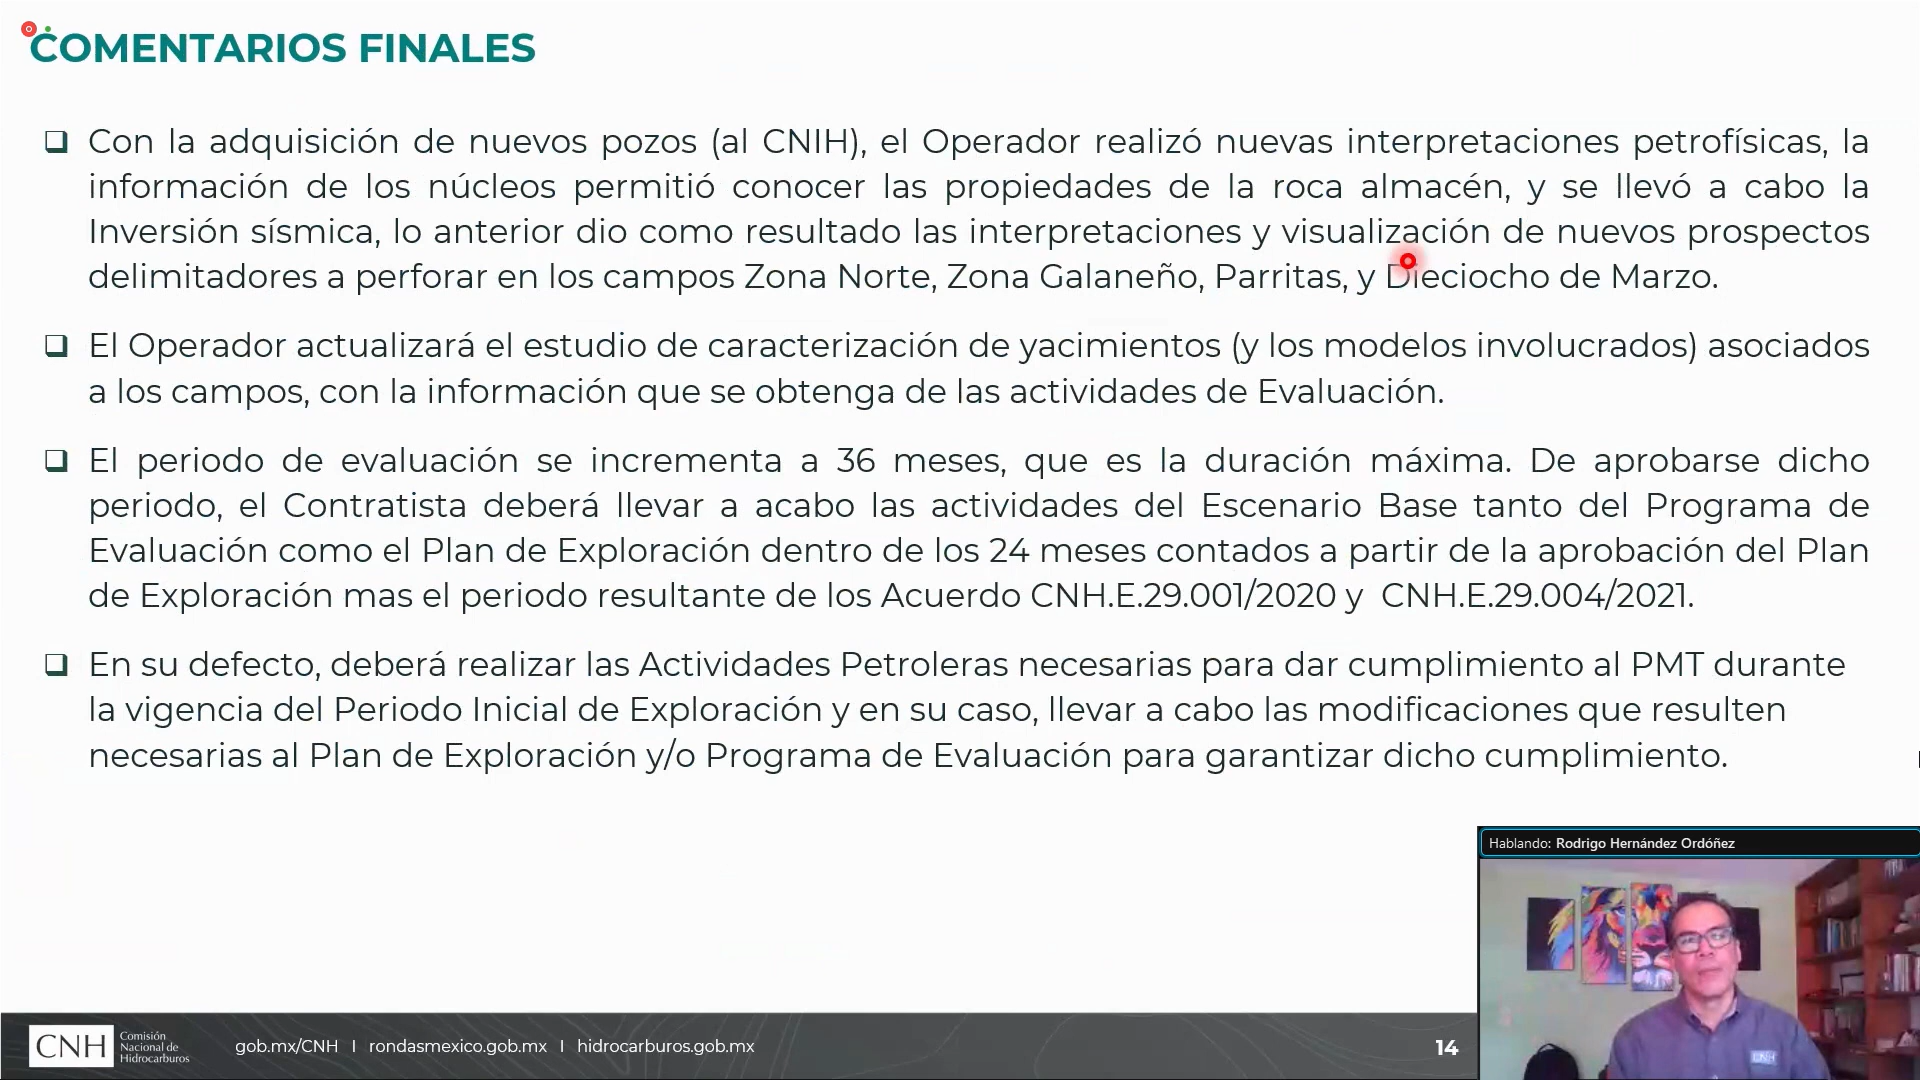 COMENTARIOS FINALES
Con la adquisición de nuevos pozos (al CNIH), el Operador realizó nuevas interpretaciones petrofísicas, la
información de los núcleos permitió conocer las propiedades de la roca almacén, y se llevó a cabo la
Inversión sísmica, lo anterior dio como resultado las interpretaciones y visualización de nuevos prospectos
delimitadores a perforar en los campos Zona Norte, Zona Galaneño, Parritas, y Dieciocho de Marzo.
El Operador actualizará el estudio de caracterización de yacimientos (y los modelos involucrados) asociados
a los campos, con la información que se obtenga de las actividades de Evaluación.
El periodo de evaluación se incrementa a 36 meses, que es la duración máxima. De aprobarse dicho
periodo, el Contratista deberá llevar a acabo las actividades del Escenario Base tanto del Programa de
Evaluación como el Plan de Exploración dentro de los 24 meses contados a partir de la aprobación del Plan
de Exploración mas el periodo resultante de los Acuerdo CNH.E.29.001/2020 y CNH.E.29.004/2021.
En su defecto, deberá realizar las Actividades Petroleras necesarias para dar cumplimiento al PMT durante
la vigencia del Periodo Inicial de Exploración y en su caso, llevar a cabo las modificaciones que resulten
necesarias al Plan de Exploración y/o Programa de Evaluación para garantizar dicho cumplimiento.
Hablando: Rodrigo Hernández Ordóñez
CNH
CNH
Comisión
Nacional de
Hidrocarburos
gob.mx/CNH I rondasmexico.gob.mx I hidrocarburos.gob.mx
14